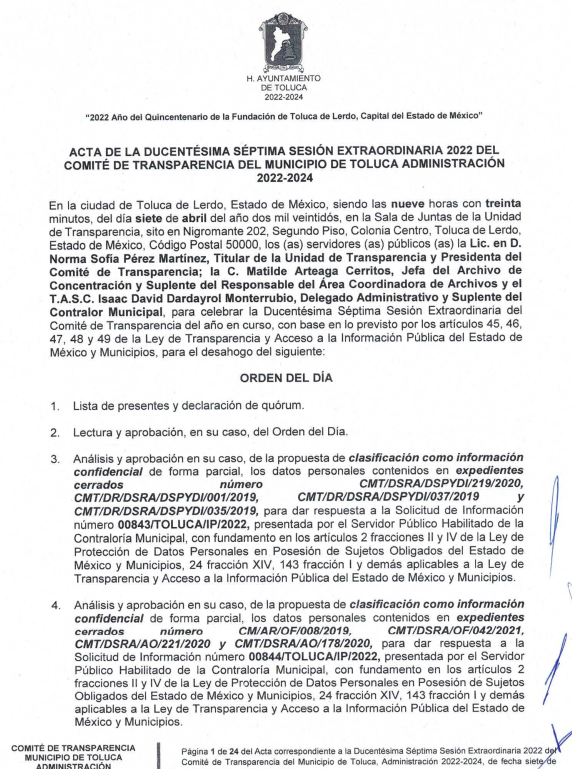 H. AYUNTAMIENTO
DE TOLUCA
2022-2024
"2022 Año del Quincentenario de la Fundación de Toluca de Lerdo, Capital del Estado de México"
ACTA DE LA DUCENTÉSIMA SÉPTIMA SESIÓN EXTRAORDINARIA 2022 DEL
COMITÉ DE TRANSPARENCIA DEL MUNICIPIO DE TOLUCA ADMINISTRACIÓN
2022-2024
En la ciudad de Toluca de Lerdo, Estado de México, siendo las nueve horas con treinta
minutos, del día siete de abril del año dos mil veintidós, en la Sala de Juntas de la Unidad
de Transparencia, sito en Nigromante 202, Segundo Piso, Colonia Centro, Toluca de Lerdo,
Estado de México, Código Postal 50000, los (as) servidores (as) públicos (as) la Lic. en D.
Norma Sofía Pérez Martínez, Titular de la Unidad de Transparencia y Presidenta del
Comité de Transparencia; la C. Matilde Arteaga Cerritos, Jefa del Archivo de
Concentración y Suplente del Responsable del Área Coordinadora de Archivos y el
T.A.S.C. Isaac David Dardayrol Monterrubio, Delegado Administrativo y Suplente del
Contralor Municipal, para celebrar la Ducentésima Séptima Sesión Extraordinaria del
Comité de Transparencia del año en curso, con base en lo previsto por los artículos 45, 46,
47, 48 y 49 de la Ley de Transparencia y Acceso a la Información Pública del Estado de
México y Municipios, para el desahogo del siguiente:
ORDEN DEL DÍA
1. Lista de presentes y declaración de quórum.
2. Lectura y aprobación, en su caso, del Orden del Día.
3. Análisis y aprobación en su caso, de la propuesta de clasificación como información
confidencial de forma parcial, los datos personales contenidos en expedientes
cerrados número CMT/DSRA/DSPYDI/219/2020,
CMT/DR/DSRA/DSPYDI/001/2019, CMT/DR/DSRA/DSPYDI/037/2019 y
CMT/DR/DSRA/DSPYDI/035/2019, para dar respuesta a la Solicitud de Información
número 00843/TOLUCA/IP/2022, presentada por el Servidor Público Habilitado de la
Contraloría Municipal, con fundamento en los artículos 2 fracciones II y IV de la Ley de
Protección de Datos Personales en Posesión de Sujetos Obligados del Estado de
México y Municipios, 24 fracción XIV, 143 fracción I y demás aplicables a la Ley de
Transparencia y Acceso a la Información Pública del Estado de México y Municipios.
4. Análisis y aprobación en su caso, de la propuesta de clasificación como información
confidencial de forma parcial, los datos personales contenidos en expedientes
cerrados número CM/AR/OF/008/2019, CMT/DSRA/OF/042/2021,
CMT/DSRA/AO/221/2020 y CMT/DSRA/AO/178/2020, para dar respuesta a la
Solicitud de Información número 00844/TOLUCA/IP/2022, presentada por el Servidor
Público Habilitado de la Contraloría Municipal, con fundamento en los artículos 2
fracciones II y IV de la Ley de Protección de Datos Personales en Posesión de Sujetos
Obligados del Estado de México y Municipios, 24 fracción XIV, 143 fracción I y demás
aplicables a la Ley de Transparencia y Acceso a la Información Pública del Estado de
México y Municipios.
COMITÉ DE TRANSPARENCIA
MUNICIPIO DE TOLUCA
ADMINISTRACIÓN
Página 1 de 24 del Acta correspondiente a la Ducentésima Séptima Sesión Extraordinaria 2022 del
Comité de Transparencia del Municipio de Toluca, Administración 2022-2024, de fecha siete de